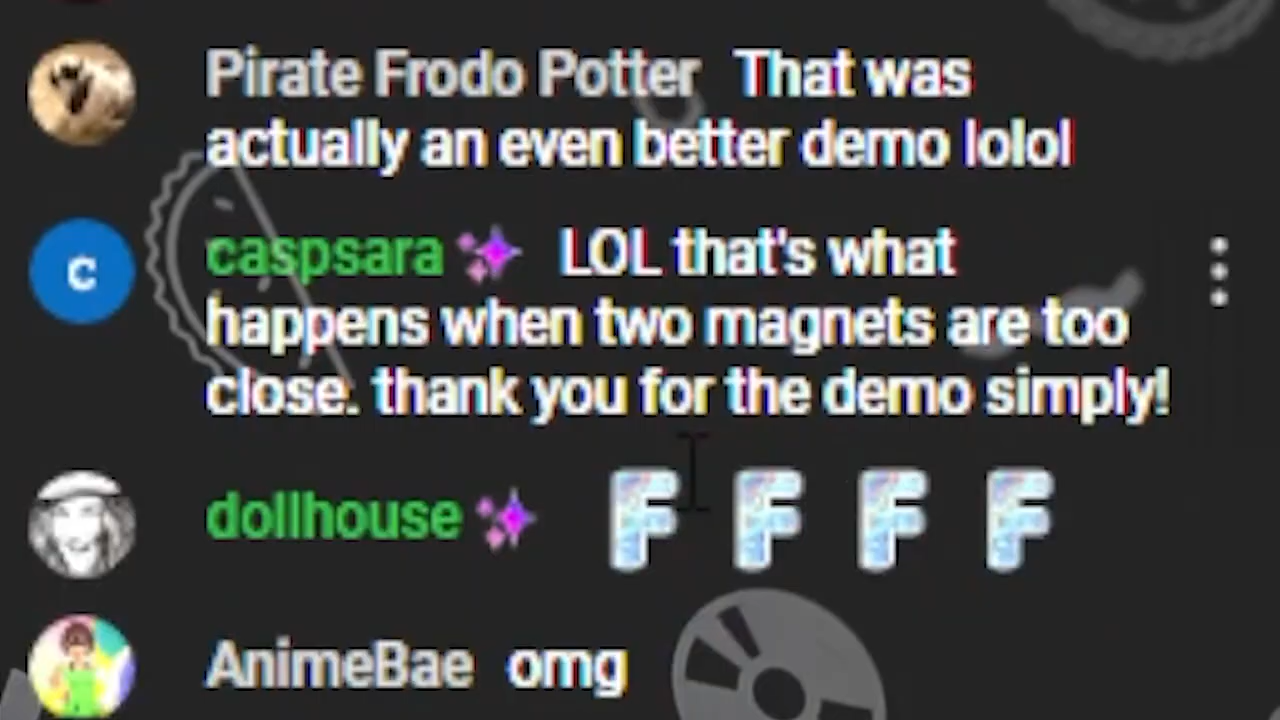 Pirate Frodo Potter That was
actually an even better demo lolol
C
caspsara LOL that's what
happens when two magnets are too
close. thank you for the demo simply!
dollhouse F F F F
AnimeBae omg